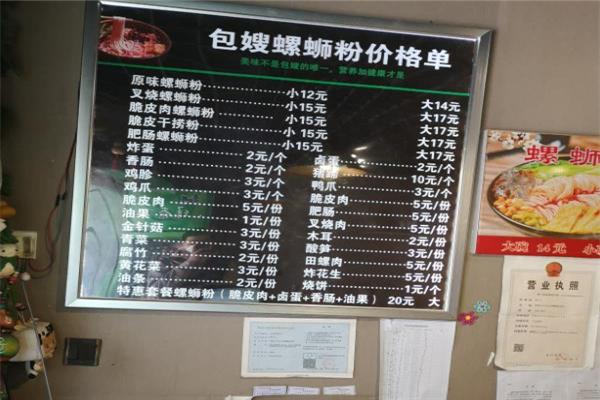 包嫂螺蛳粉价格单
美味不是包嫂的唯一，营养加健康才是
原味螺蛳粉……………………小12元 大14元
叉烧螺蛳粉……………………小15元 大17元
脆皮肉螺蛳粉…………………小 15元 大17元
脆皮干捞粉……………………小 15元 大17元
肥肠螺蛳粉……………………小15元 大17元
炸蛋……………2元/个 卤蛋……………2元/个
香肠……………2元/个 猪蹄……………10元/个
鸡胗……………3元/个 鸭爪……………3元/个
鸡爪……………3元/个 肥肠……………5元/份
脆皮肉…………5元/份 叉烧肉…………5元/份
油果……………1元/份 木耳……………2元/份
金针菇…………3元/份 酸笋……………3元/份
青菜……………3元/份 田螺肉…………5元/份
腐竹……………2元/份 炸花生…………5元/份
黄花菜…………3元/份 烧饼……………1元/个
油条……………2元/份
特惠套餐螺蛳粉（脆皮肉+卤蛋+香肠+油果） 20元 大
螺蛳
大碗 14元 小
营业执照